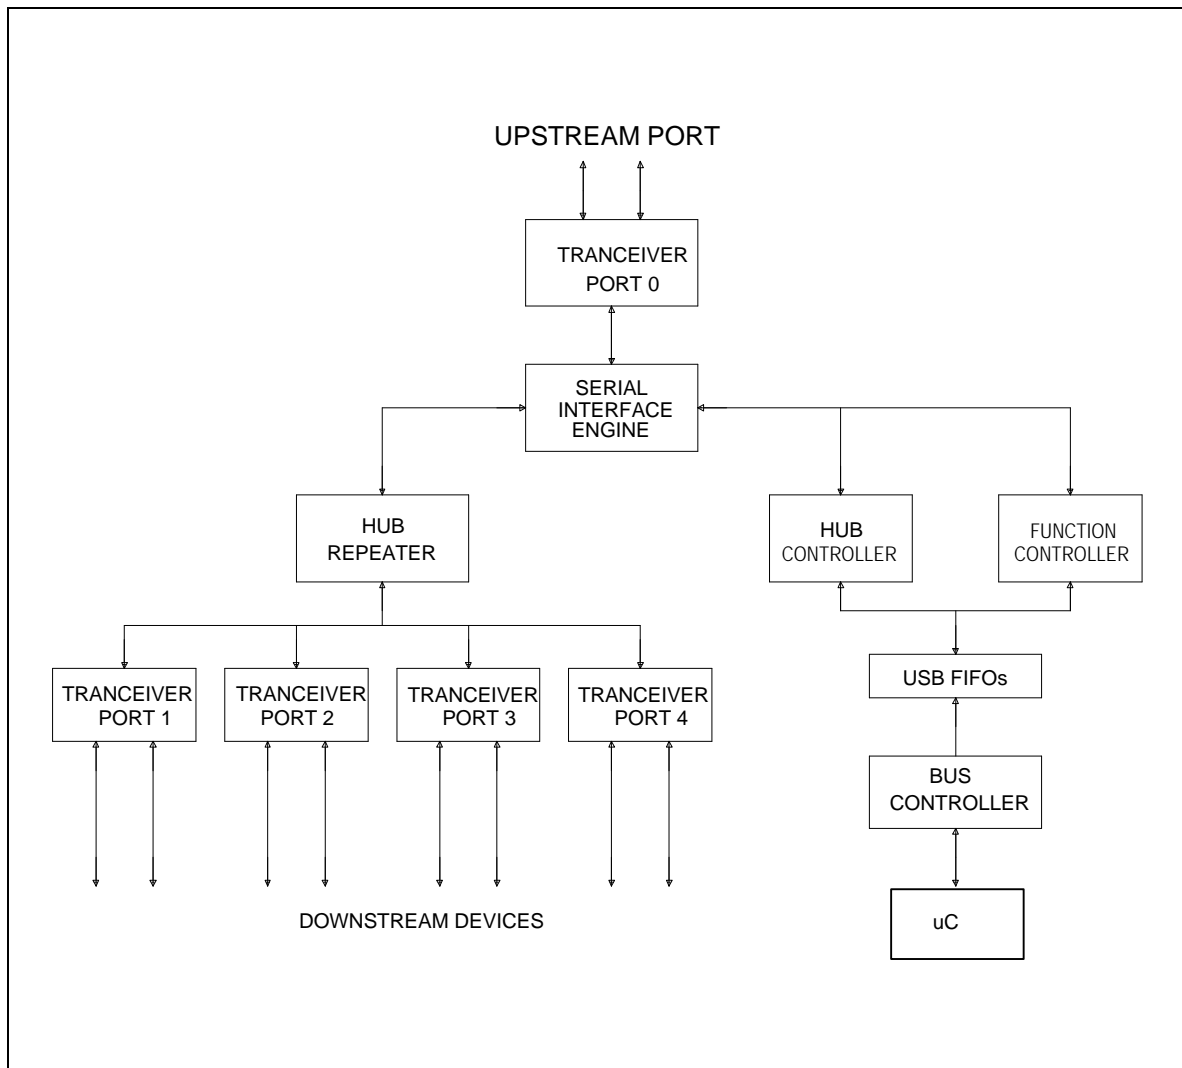 UPSTREAM PORT
TRANCEIVER
PORT 0
SERIAL
INTERFACE
ENGINE
HUB
REPEATER
HUB
CONTROLLER
FUNCTION
CONTROLLER
TRANCEIVER
PORT 1
TRANCEIVER
PORT 2
TRANCEIVER
PORT 3
TRANCEIVER
PORT 4
USB FIFOs
BUS
CONTROLLER
DOWNSTREAM DEVICES
uC